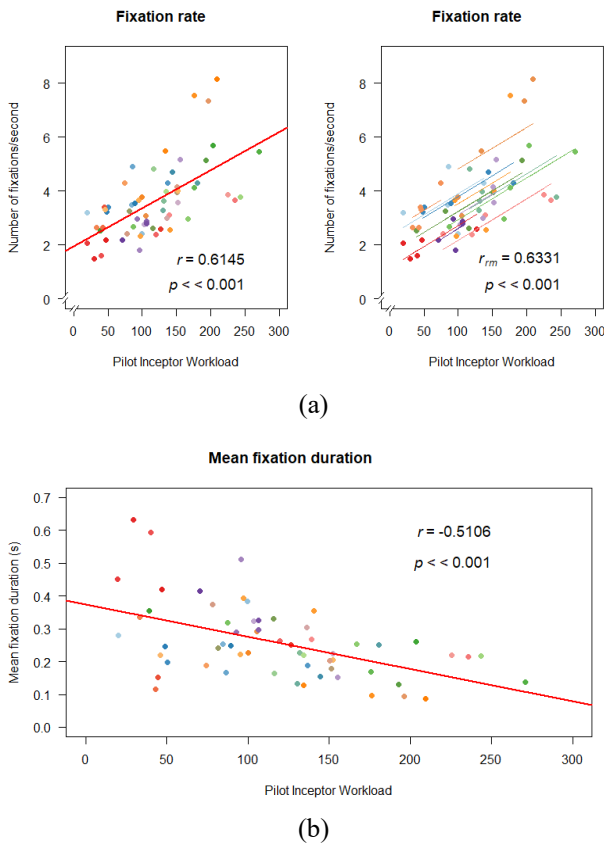 Fixation rate
Number of fixations/second
8
6
4
2
0
r = 0.6145
p < < 0.001
0 50 100 150 200 250 300
Pilot Inceptor Workload
Fixation rate
Number of fixations/second
8
6
4
2
0
r_rm = 0.6331
p < < 0.001
0 50 100 150 200 250 300
Pilot Inceptor Workload
(a)
Mean fixation duration
Mean fixation duration (s)
0.7
0.6
0.5
0.4
0.3
0.2
0.1
0.0
r = -0.5106
p < < 0.001
0 50 100 150 200 250 300
Pilot Inceptor Workload
(b)